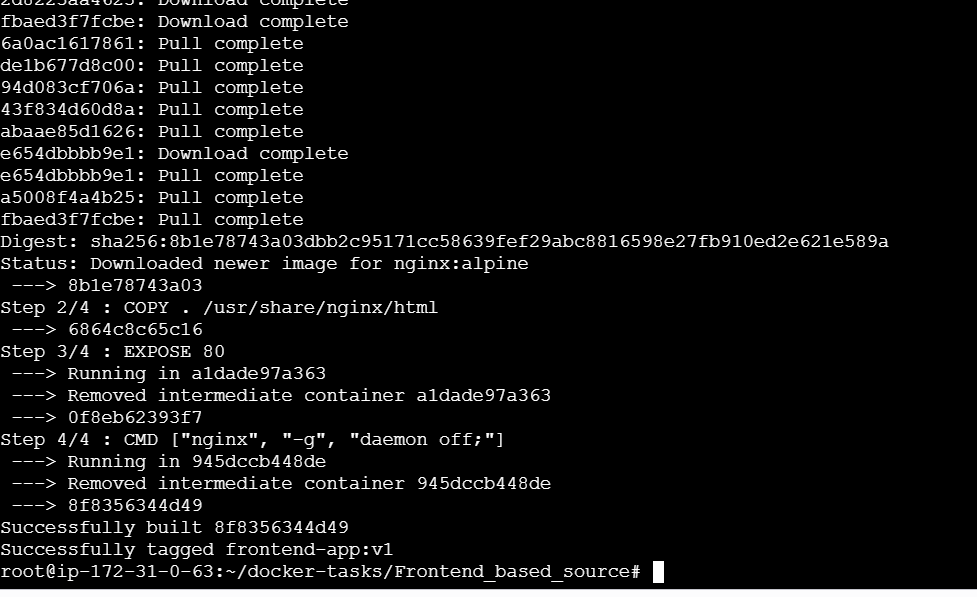 2d8225aa4625: Download complete
fbaed3f7fcbe: Download complete
6a0ac1617861: Pull complete
de1b677d8c00: Pull complete
94d083cf706a: Pull complete
43f834d60d8a: Pull complete
abaae85d1626: Pull complete
e654dbbbb9e1: Download complete
e654dbbbb9e1: Pull complete
a5008f4a4b25: Pull complete
fbaed3f7fcbe: Pull complete
Digest: sha256:8b1e78743a03dbb2c95171cc58639fef29abc8816598e27fb910ed2e621e589a
Status: Downloaded newer image for nginx:alpine
 ---> 8b1e78743a03
Step 2/4 : COPY . /usr/share/nginx/html
 ---> 6864c8c65c16
Step 3/4 : EXPOSE 80
 ---> Running in a1dade97a363
 ---> Removed intermediate container a1dade97a363
 ---> 0f8eb62393f7
Step 4/4 : CMD ["nginx", "-g", "daemon off;"]
 ---> Running in 945dccb448de
 ---> Removed intermediate container 945dccb448de
 ---> 8f8356344d49
Successfully built 8f8356344d49
Successfully tagged frontend-app:v1
root@ip-172-31-0-63:~/docker-tasks/Frontend_based_source#